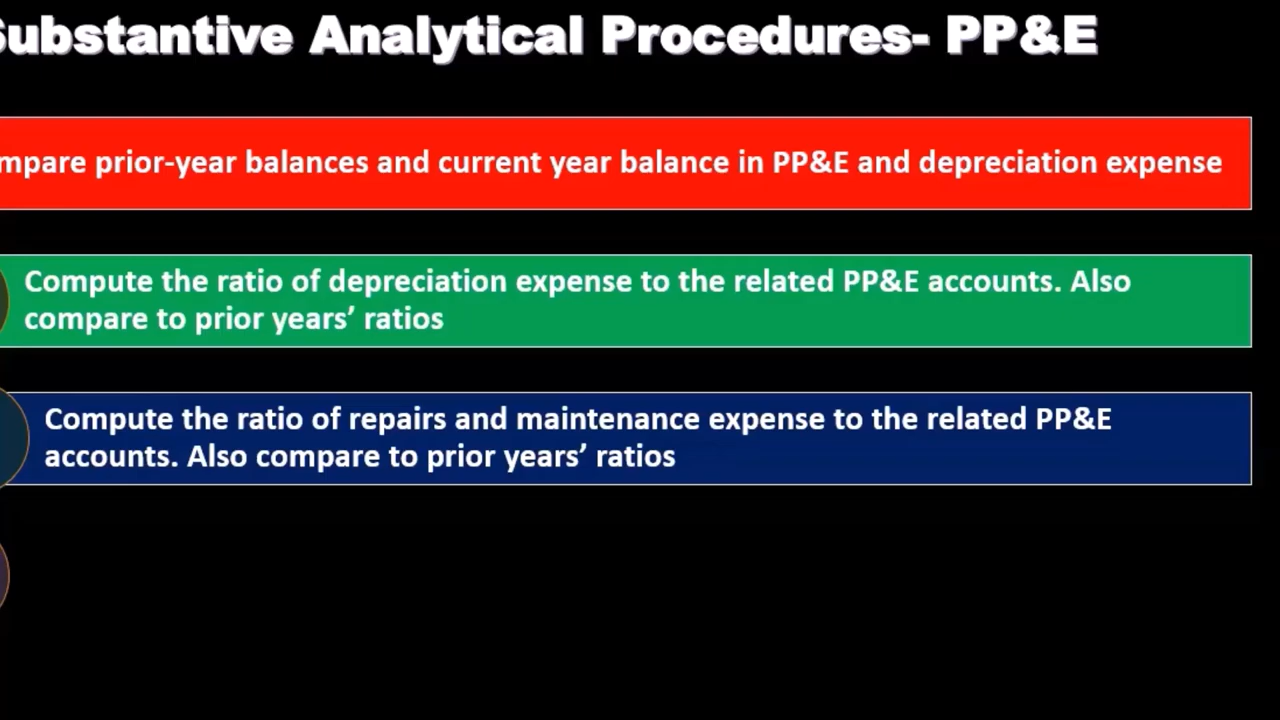 Substantive Analytical Procedures- PP&E
mpare prior-year balances and current year balance in PP&E and depreciation expense
Compute the ratio of depreciation expense to the related PP&E accounts. Also
compare to prior years’ ratios
Compute the ratio of repairs and maintenance expense to the related PP&E
accounts. Also compare to prior years’ ratios